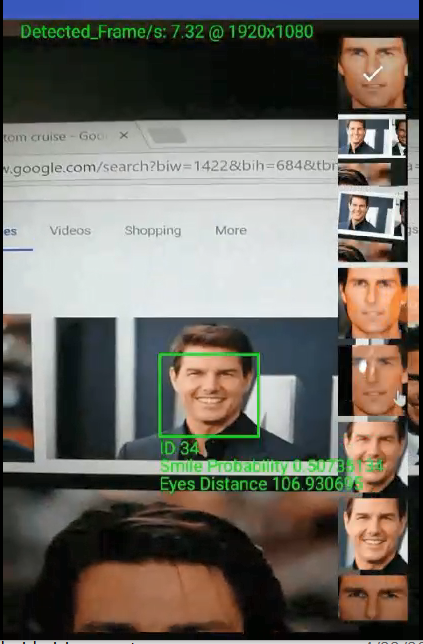 Detected_Frame/s: 7.32 @ 1920x1080
tom cruise - Goo
w.google.com/search?biw=1422&bih=684&tbm
es Videos Shopping More
ID 34
Smile Probability 0.50735134
Eyes Distance 106.930695